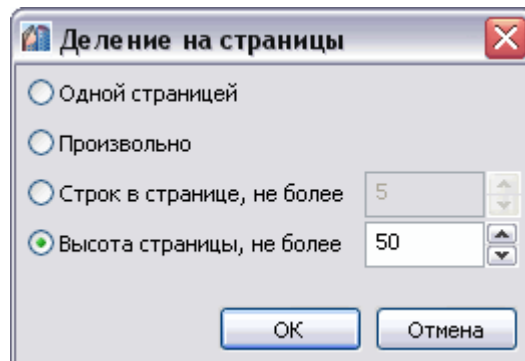 Деление на страницы
Одной страницей
Произвольно
Строк в странице, не более 5
Высота страницы, не более 50
ОК Отмена